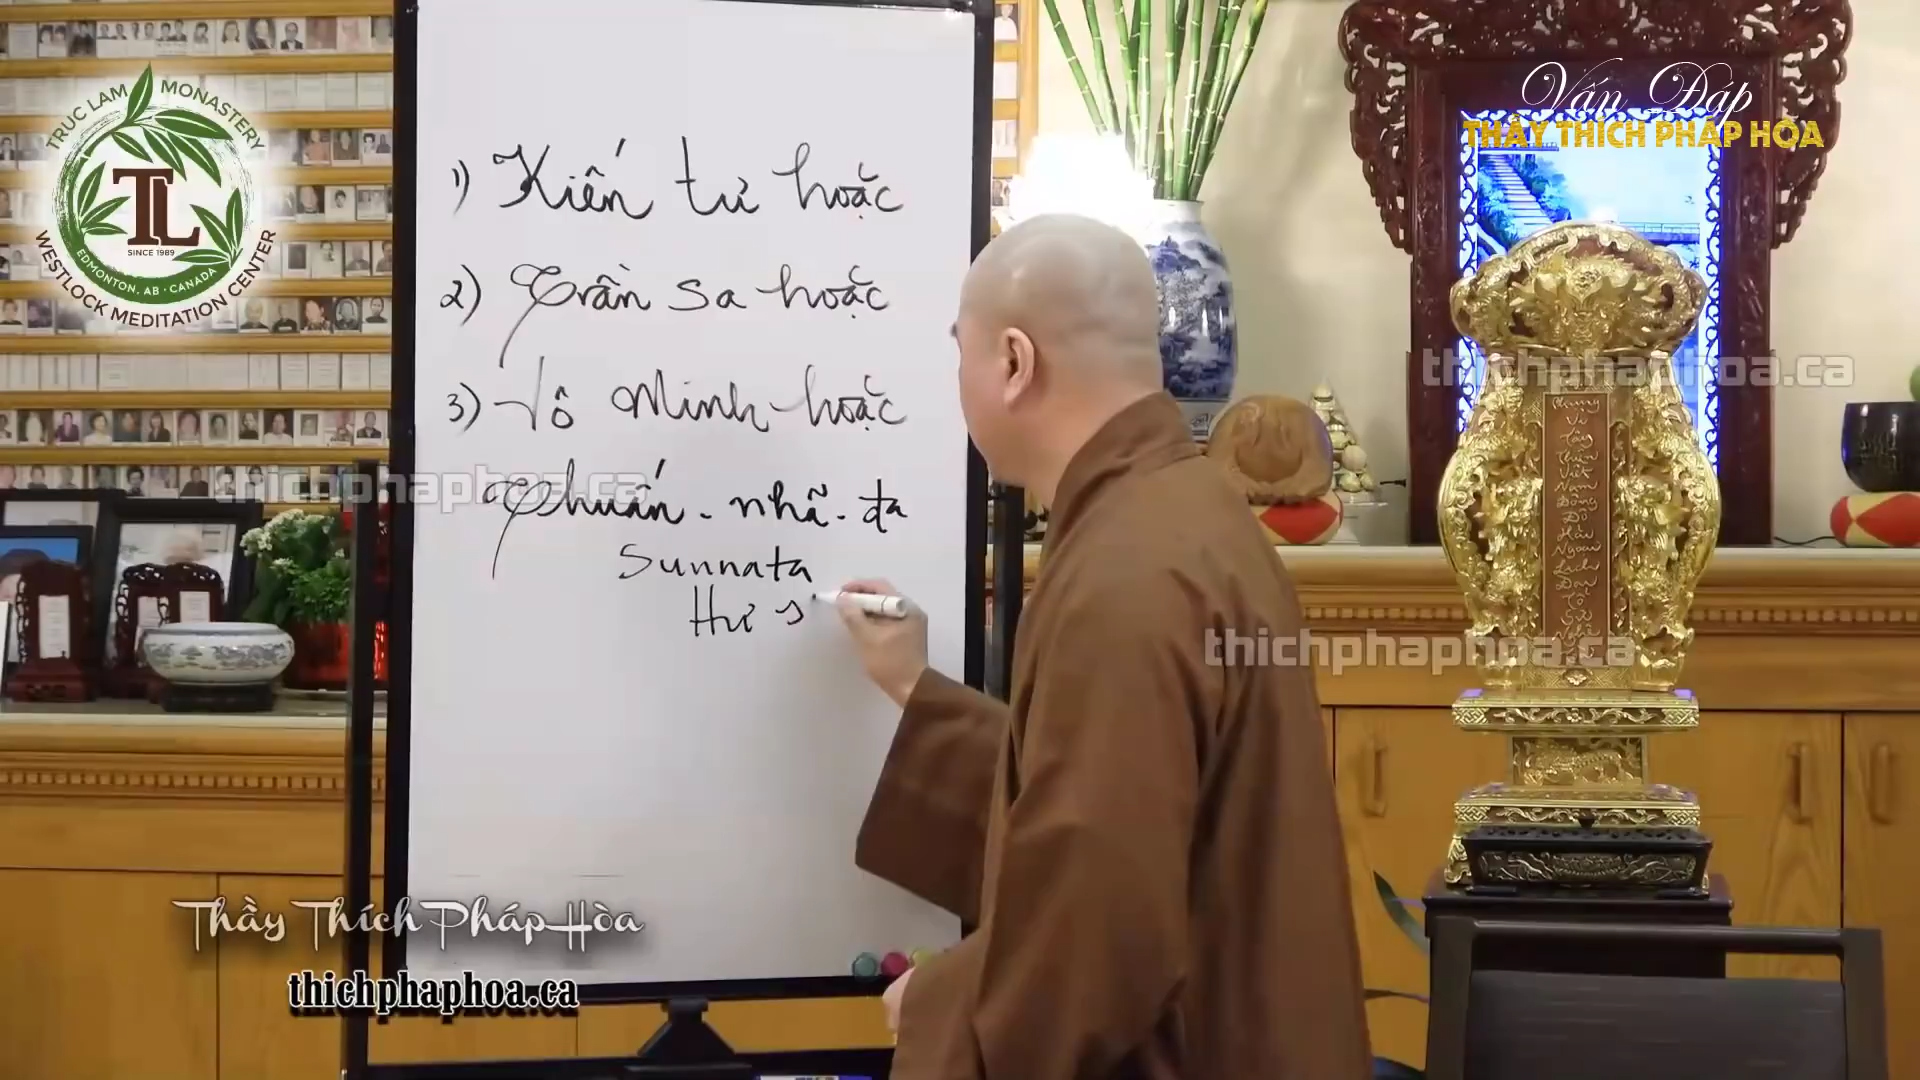 TRUC LAM MONASTERY
TL
SINCE 1989
EDMONTON, AB · CANADA
WESTLOCK MEDITATION CENTER
Vấn Đáp
THẦY THÍCH PHÁP HÒA
1) Kiến tư hoặc
2) Trần sa hoặc
3) Vô Minh hoặc
Thuấn - nhã - đa
Sunnata
Hư s
thichphaphoa.ca
thichphaphoa.ca
thichphaphoa.ca
Thầy Thích Pháp Hòa
thichphaphoa.ca